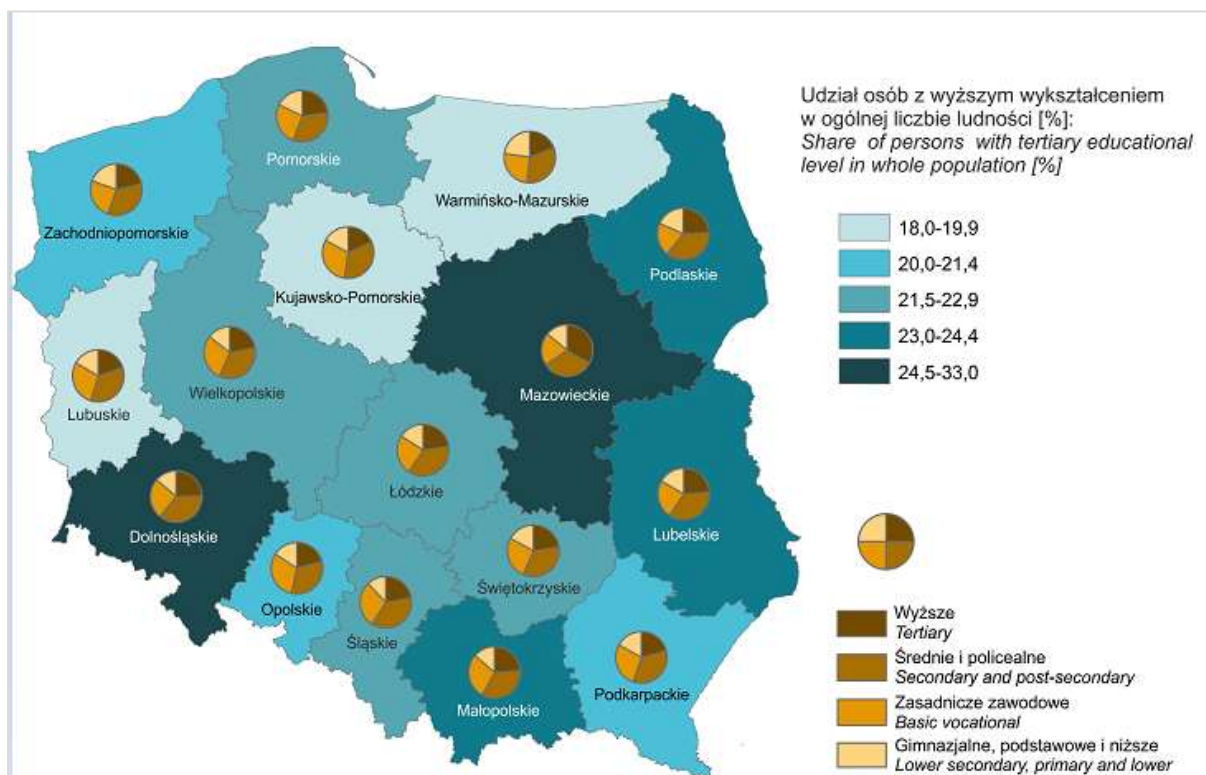 Udział osób z wyższym wykształceniem
w ogólnej liczbie ludności [%]:
Share of persons with tertiary educational
level in whole population [%]
18,0-19,9
20,0-21,4
21,5-22,9
23,0-24,4
24,5-33,0
Wyższe
Tertiary
Średnie i policealne
Secondary and post-secondary
Zasadnicze zawodowe
Basic vocational
Gimnazjalne, podstawowe i niższe
Lower secondary, primary and lower
Pomorskie
Warmińsko-Mazurskie
Zachodniopomorskie
Podlaskie
Kujawsko-Pomorskie
Wielkopolskie
Mazowieckie
Lubuskie
Łódzkie
Dolnośląskie
Lubelskie
Świętokrzyskie
Opolskie
Śląskie
Podkarpackie
Małopolskie